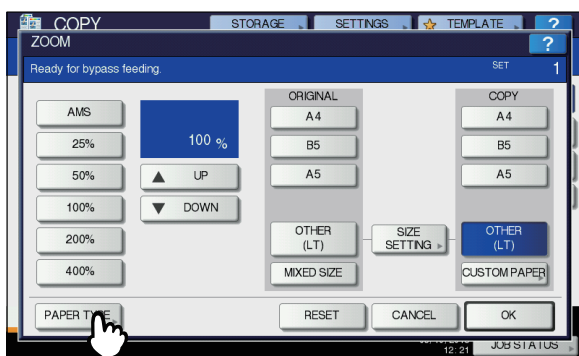 COPY STORAGE SETTINGS TEMPLATE ?
ZOOM ?
Ready for bypass feeding. SET 1
ORIGINAL COPY
AMS A4 A4
25% 100 % B5 B5
50% UP A5 A5
100% DOWN
200% OTHER (LT) SIZE SETTING OTHER (LT)
400% MIXED SIZE CUSTOM PAPER
PAPER RESET CANCEL OK
12:21 JOB STATUS